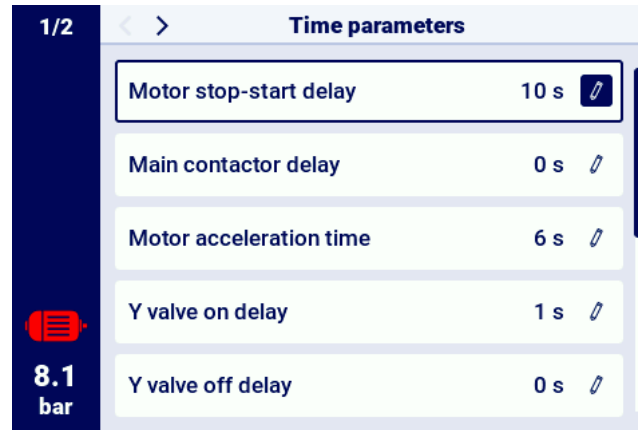 1/2
Time parameters
Motor stop-start delay 10 s
Main contactor delay 0 s
Motor acceleration time 6 s
Y valve on delay 1 s
Y valve off delay 0 s
8.1
bar